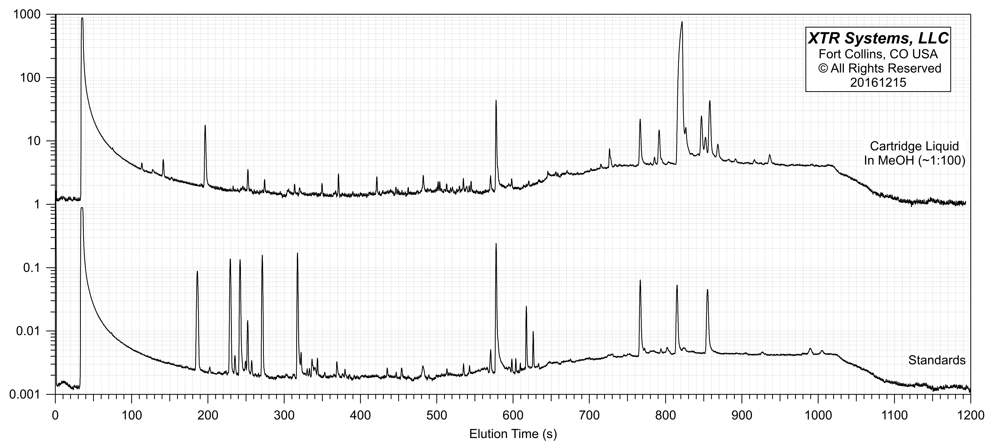 1000
100
10
1
0.1
0.01
0.001
XTR Systems, LLC
Fort Collins, CO USA
© All Rights Reserved
20161215
Cartridge Liquid
In MeOH (~1:100)
Standards
0 100 200 300 400 500 600 700 800 900 1000 1100 1200
Elution Time (s)